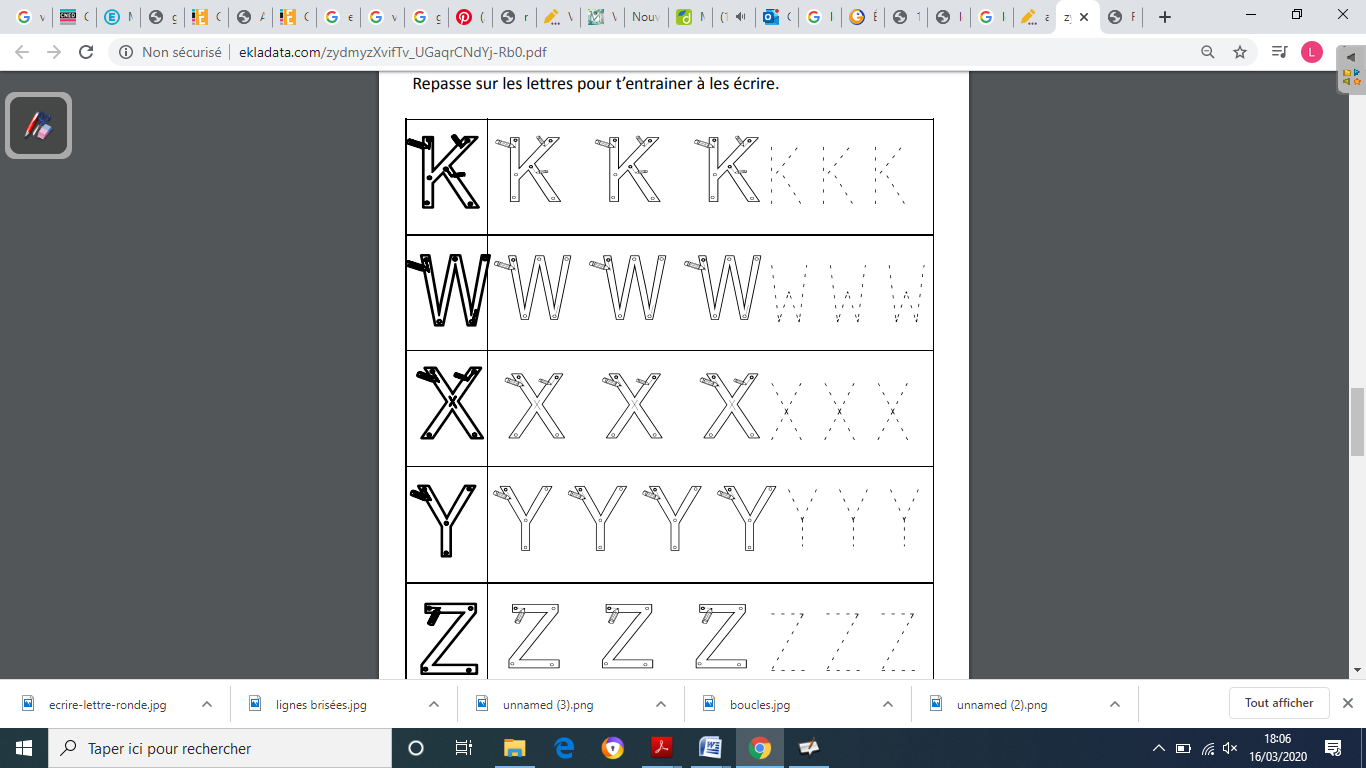 Non sécurisé | ekladata.com/zydmyzXvifTv_UGaqrCNdYj-Rb0.pdf
L
Repasse sur les lettres pour t’entrainer à les écrire.
K K K K K K K
W W W W W W W
X X X X X X X
Y Y Y Y Y Y Y Y
Z Z Z Z Z Z Z
ecrire-lettre-ronde.jpg
lignes brisées.jpg
unnamed (3).png
boucles.jpg
unnamed (2).png
Tout afficher
Taper ici pour rechercher
18:06
16/03/2020